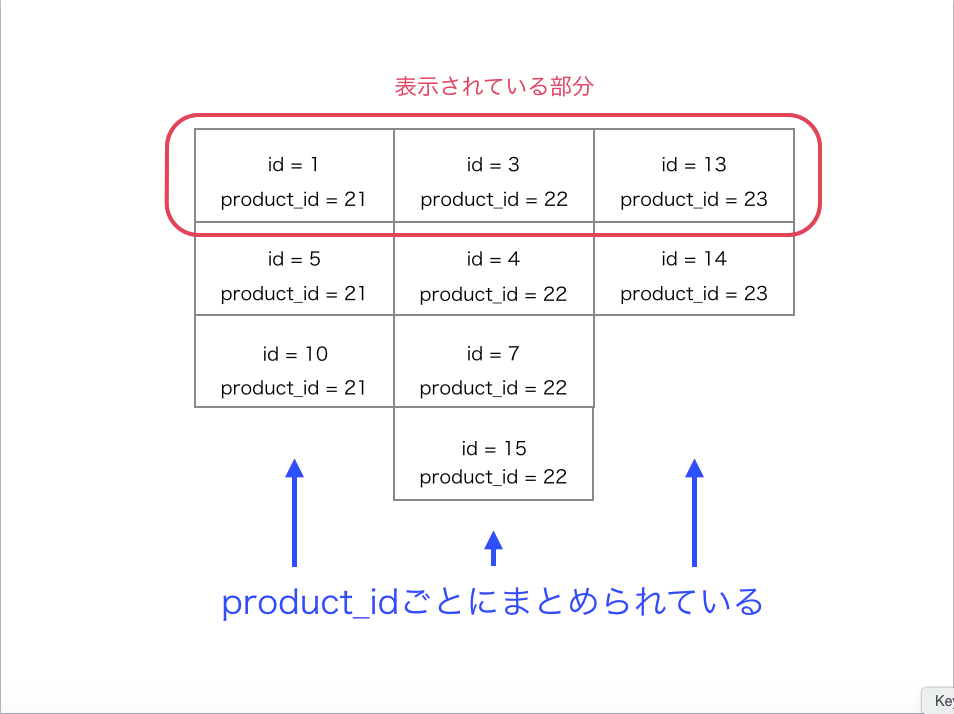 表示されている部分
id = 1
product_id = 21
id = 3
product_id = 22
id = 13
product_id = 23
id = 5
product_id = 21
id = 4
product_id = 22
id = 14
product_id = 23
id = 10
product_id = 21
id = 7
product_id = 22
id = 15
product_id = 22
product_idごとにまとめられている